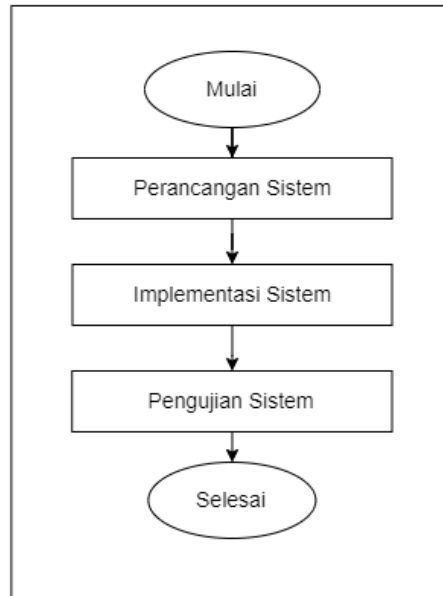 Mulai
Perancangan Sistem
Implementasi Sistem
Pengujian Sistem
Selesai